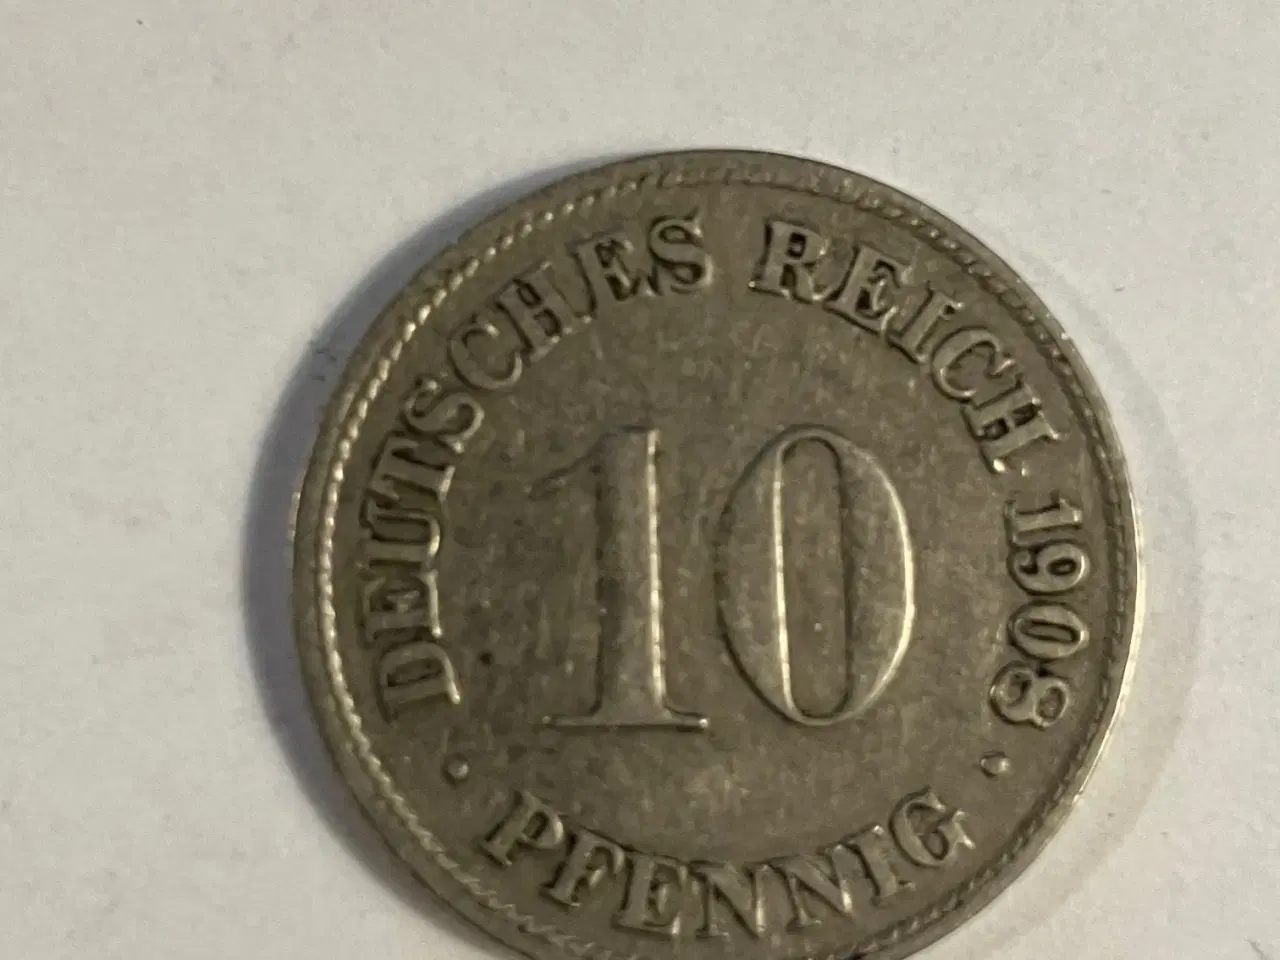 DEUTSCHES REICH 1908
10
PFENNIG